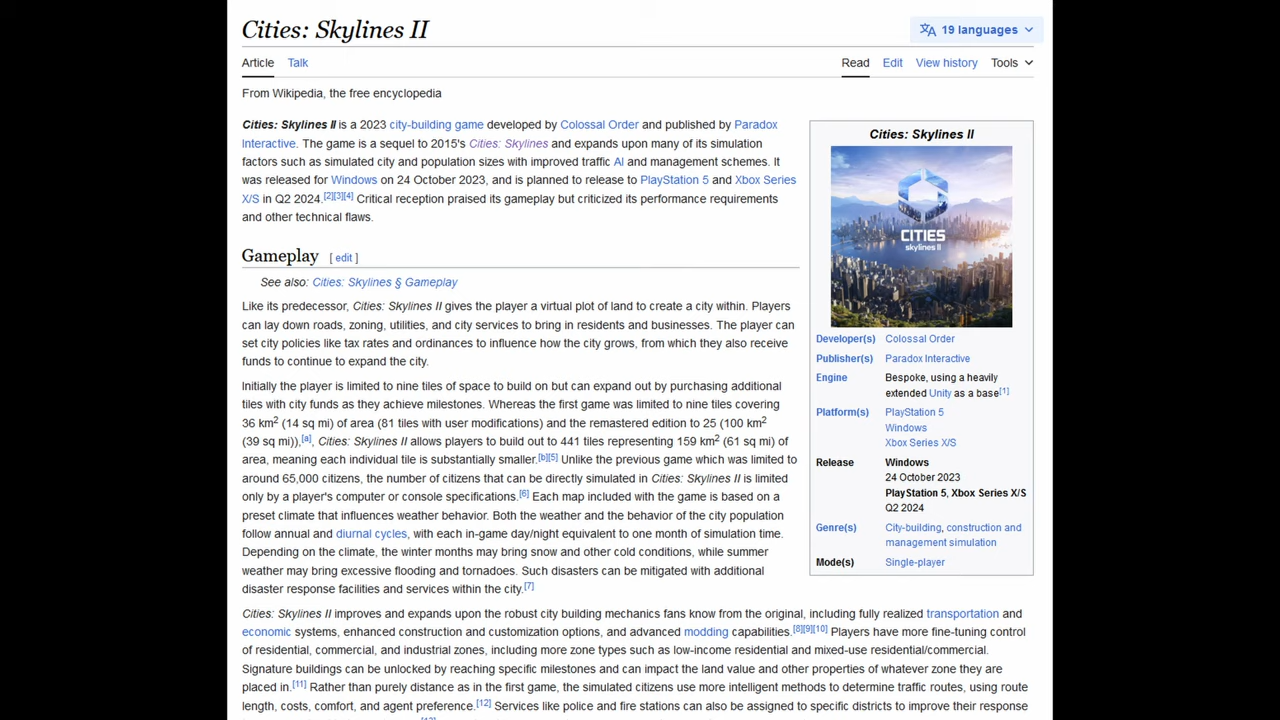 Cities: Skylines II
19 languages
Article Talk Read Edit View history Tools
From Wikipedia, the free encyclopedia
Cities: Skylines II is a 2023 city-building game developed by Colossal Order and published by Paradox
Interactive. The game is a sequel to 2015's Cities: Skylines and expands upon many of its simulation
factors such as simulated city and population sizes with improved traffic AI and management schemes. It
was released for Windows on 24 October 2023, and is planned to release to PlayStation 5 and Xbox Series
X/S in Q2 2024.[2][3][4] Critical reception praised its gameplay but criticized its performance requirements
and other technical flaws.
Gameplay [ edit ]
See also: Cities: Skylines § Gameplay
Like its predecessor, Cities: Skylines II gives the player a virtual plot of land to create a city within. Players
can lay down roads, zoning, utilities, and city services to bring in residents and businesses. The player can
set city policies like tax rates and ordinances to influence how the city grows, from which they also receive
funds to continue to expand the city.
Initially the player is limited to nine tiles of space to build on but can expand out by purchasing additional
tiles with city funds as they achieve milestones. Whereas the first game was limited to nine tiles covering
36 km2 (14 sq mi) of area (81 tiles with user modifications) and the remastered edition to 25 (100 km2
(39 sq mi)),[a], Cities: Skylines II allows players to build out to 441 tiles representing 159 km2 (61 sq mi) of
area, meaning each individual tile is substantially smaller.[b][5] Unlike the previous game which was limited to
around 65,000 citizens, the number of citizens that can be directly simulated in Cities: Skylines II is limited
only by a player's computer or console specifications.[6] Each map included with the game is based on a
preset climate that influences weather behavior. Both the weather and the behavior of the city population
follow annual and diurnal cycles, with each in-game day/night equivalent to one month of simulation time.
Depending on the climate, the winter months may bring snow and other cold conditions, while summer
weather may bring excessive flooding and tornadoes. Such disasters can be mitigated with additional
disaster response facilities and services within the city.[7]
Cities: Skylines II
CITIES
skylines II
Developer(s) Colossal Order
Publisher(s) Paradox Interactive
Engine Bespoke, using a heavily
extended Unity as a base[1]
Platform(s) PlayStation 5
Windows
Xbox Series X/S
Release Windows
24 October 2023
PlayStation 5, Xbox Series X/S
Q2 2024
Genre(s) City-building, construction and
management simulation
Mode(s) Single-player
Cities: Skylines II improves and expands upon the robust city building mechanics fans know from the original, including fully realized transportation and
economic systems, enhanced construction and customization options, and advanced modding capabilities.[8][9][10] Players have more fine-tuning control
of residential, commercial, and industrial zones, including more zone types such as low-income residential and mixed-use residential/commercial.
Signature buildings can be unlocked by reaching specific milestones and can impact the land value and other properties of whatever zone they are
placed in.[11] Rather than purely distance as in the first game, the simulated citizens use more intelligent methods to determine traffic routes, using route
length, costs, comfort, and agent preference.[12] Services like police and fire stations can also be assigned to specific districts to improve their response